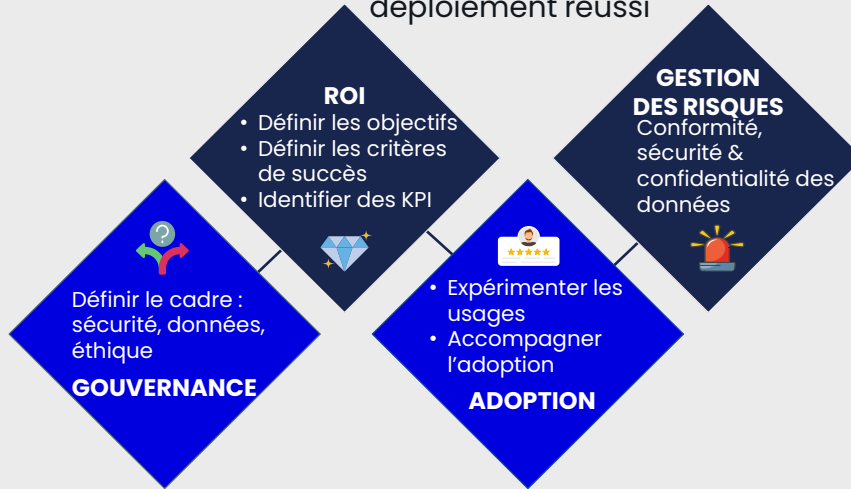 déploiement réussi
ROI
• Définir les objectifs
• Définir les critères
de succès
• Identifier des KPI
GESTION
DES RISQUES
Conformité,
sécurité &
confidentialité des
données
?
Définir le cadre :
sécurité, données,
éthique
GOUVERNANCE
• Expérimenter les
usages
• Accompagner
l’adoption
ADOPTION